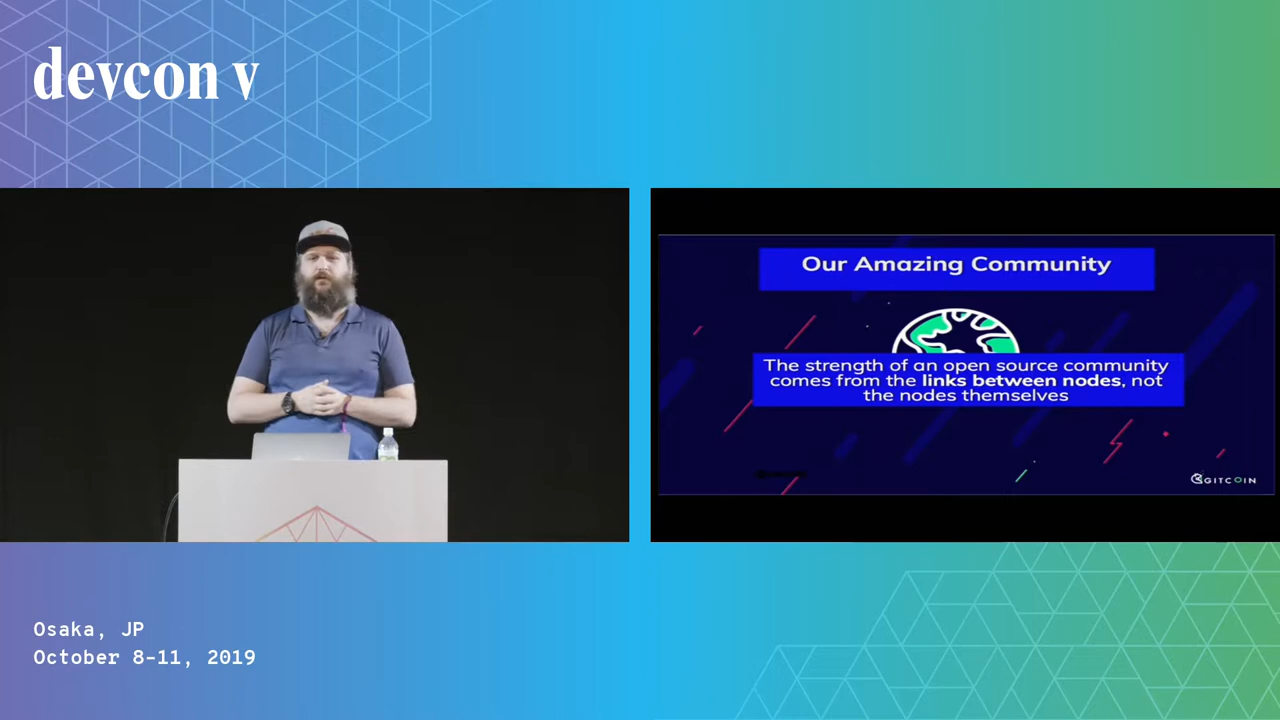 devcon v
Our Amazing Community
The strength of an open source community
comes from the links between nodes, not
the nodes themselves
GITCOIN
Osaka, JP
October 8-11, 2019